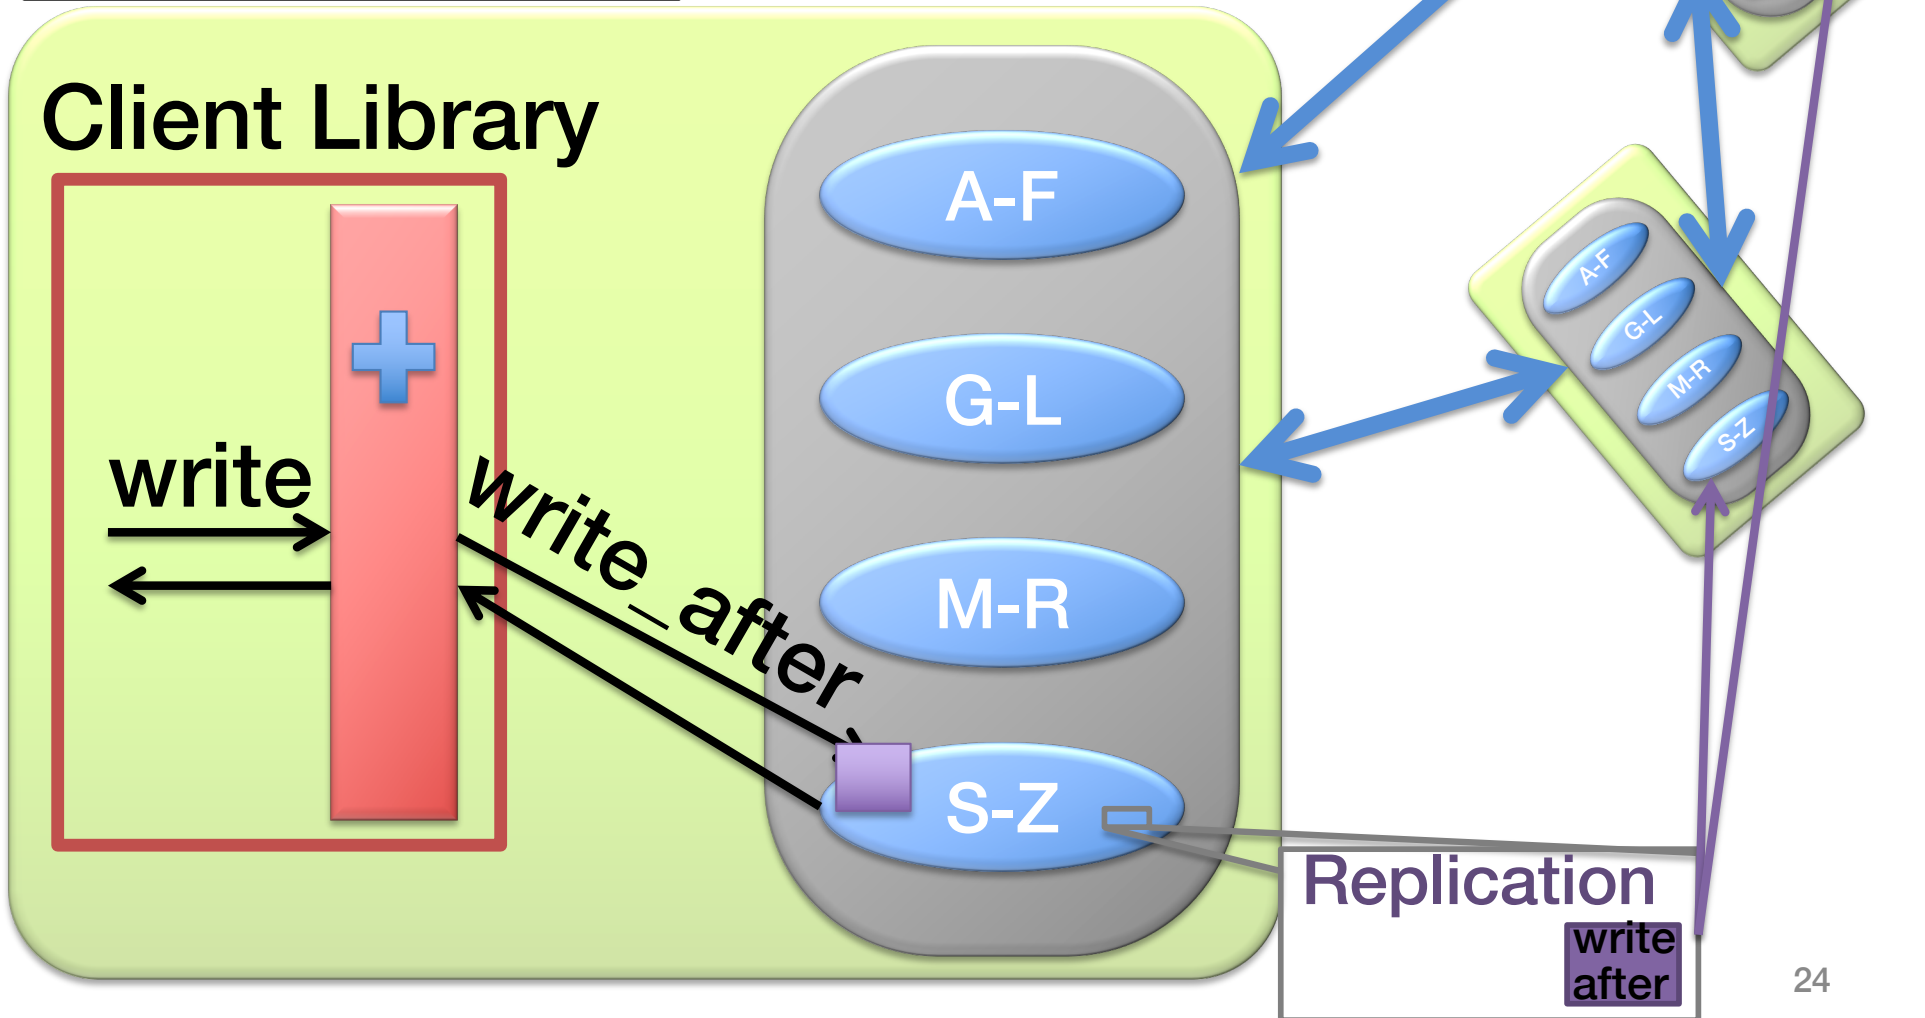 Client Library
A-F
G-L
M-R
S-Z
write
write_after
A-F
G-L
M-R
S-Z
Replication
write
after
24